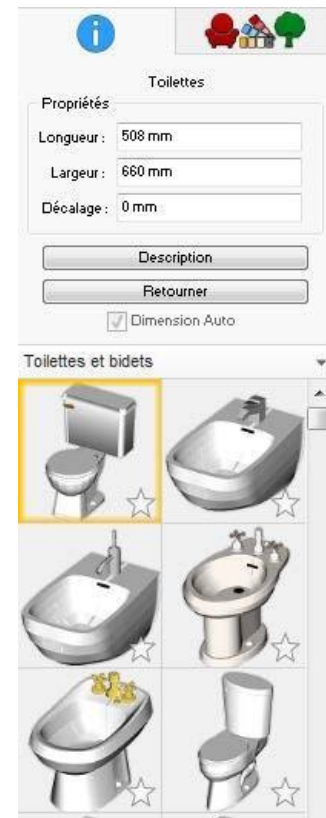 Toilettes
Propriétés
Longueur : 508 mm
Largeur : 660 mm
Décalage : 0 mm
Description
Retourner
Dimension Auto
Toilettes et bidets